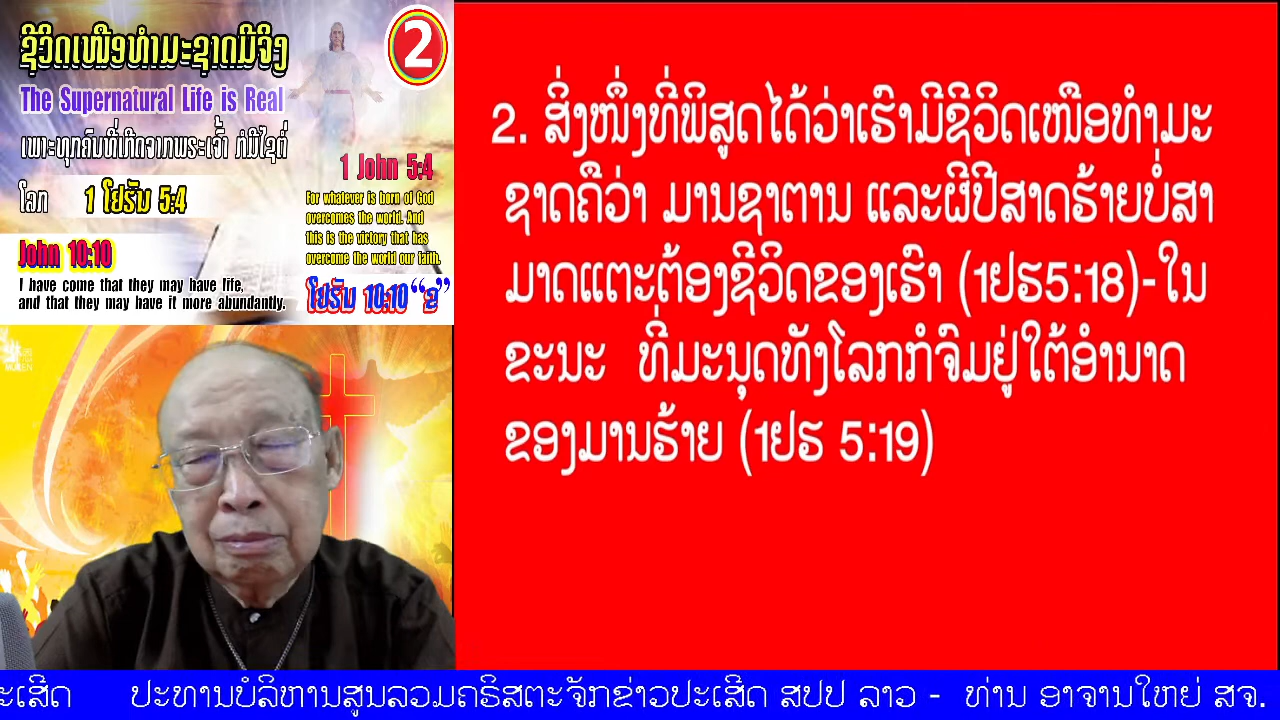 ຊີວິດເໜືອທຳມະຊາດມີຈິງ
2
The Supernatural Life is Real
ເພາະທຸກຄົນທີ່ເກີດຈາກພຣະເຈົ້າ ກໍມີໄຊຕໍ່
ໂລກ 1 ໂຢຮັນ 5:4
1 John 5:4
For whatever is born of God
overcomes the world. And
this is the victory that has
overcome the world our faith.
John 10:10
I have come that they may have life,
and that they may have it more abundantly.
ໂຢຮັນ 10:10 “ຂ”
2. ສິ່ງໜຶ່ງທີ່ພິສູດໄດ້ວ່າເຮົາມີຊີວິດເໜືອທຳມະ
ຊາດຄືວ່າ ມານຊາຕານ ແລະຜີປີສາດຮ້າຍບໍ່ສາ
ມາດແຕະຕ້ອງຊີວິດຂອງເຮົາ (1ຢຮ5:18)-ໃນ
ຂະນະ ທີ່ມະນຸດທັງໂລກກໍຈົມຢູ່ໃຕ້ອຳນາດ
ຂອງມານຮ້າຍ (1ຢຮ 5:19)
ະເສີດ ປະທານບໍລິຫານສູນລວມຄຣິສຕະຈັກຂ່າວປະເສີດ ສປປ ລາວ - ທ່ານ ອາຈານໃຫຍ່ ສຈ.